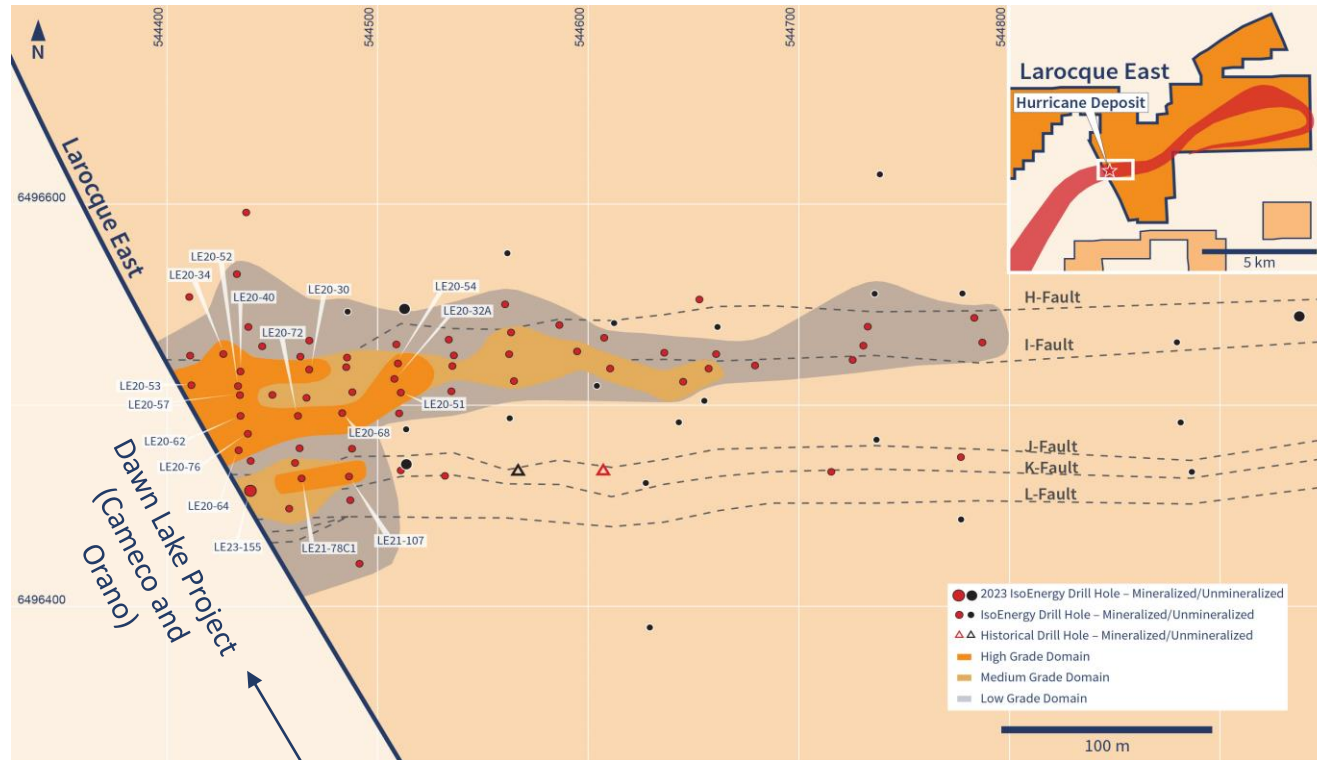 N
544400
544500
544600
544700
544800
6496600
6496400
Larocque East
Hurricane Deposit
5 km
Larocque East
LE20-52
LE20-34
LE20-40
LE20-30
LE20-54
LE20-32A
LE20-72
LE20-53
LE20-57
LE20-51
LE20-62
LE20-68
LE20-76
LE20-64
LE23-155
LE21-78C1
LE21-107
H-Fault
I-Fault
J-Fault
K-Fault
L-Fault
Dawn Lake Project
(Cameco and
Orano)
2023 IsoEnergy Drill Hole – Mineralized/Unmineralized
IsoEnergy Drill Hole – Mineralized/Unmineralized
Historical Drill Hole – Mineralized/Unmineralized
High Grade Domain
Medium Grade Domain
Low Grade Domain
100 m